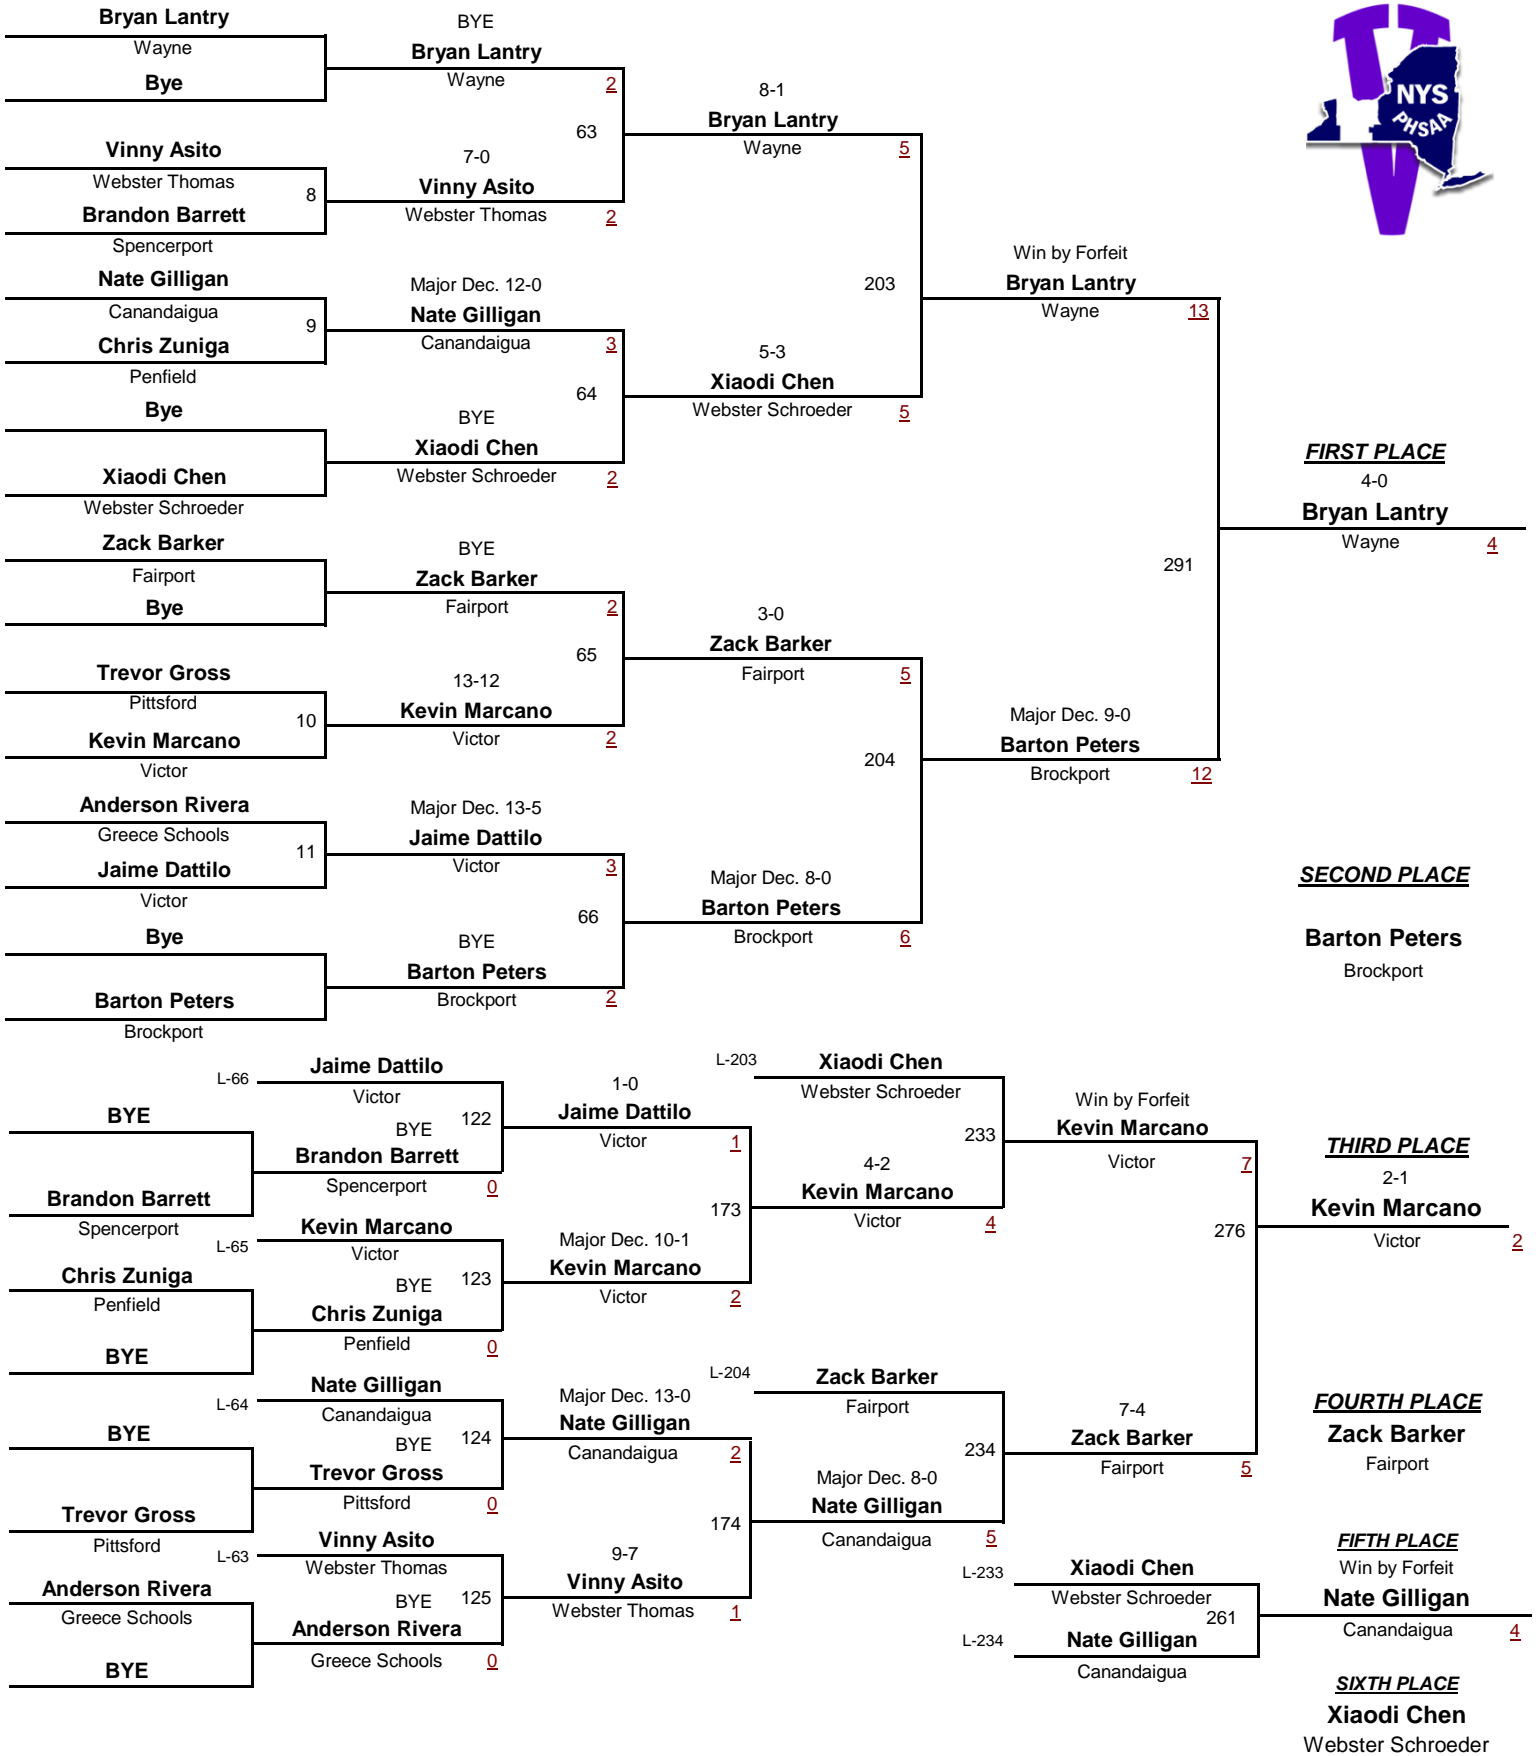 Bryan Lantry
Wayne
Bye
Vinny Asito
Webster Thomas
8
Brandon Barrett
Spencerport
Nate Gilligan
Canandaigua
9
Chris Zuniga
Penfield
Bye
Xiaodi Chen
Webster Schroeder
Zack Barker
Fairport
Bye
Trevor Gross
Pittsford
10
Kevin Marcano
Victor
Anderson Rivera
Greece Schools
11
Jaime Dattilo
Victor
Bye
Barton Peters
Brockport
BYE
Bryan Lantry
Wayne
2
63
7-0
Vinny Asito
Webster Thomas
2
Major Dec. 12-0
Nate Gilligan
Canandaigua
3
64
BYE
Xiaodi Chen
Webster Schroeder
2
BYE
Zack Barker
Fairport
2
65
13-12
Kevin Marcano
Victor
2
Major Dec. 13-5
Jaime Dattilo
Victor
3
66
BYE
Barton Peters
Brockport
2
8-1
Bryan Lantry
Wayne
5
203
5-3
Xiaodi Chen
Webster Schroeder
5
3-0
Zack Barker
Fairport
5
204
Major Dec. 8-0
Barton Peters
Brockport
6
Win by Forfeit
Bryan Lantry
Wayne
13
291
Major Dec. 9-0
Barton Peters
Brockport
12
NYS
PHSAA
FIRST PLACE
4-0
Bryan Lantry
Wayne
4
SECOND PLACE
Barton Peters
Brockport
BYE
Brandon Barrett
Spencerport
Chris Zuniga
Penfield
BYE
BYE
Trevor Gross
Pittsford
Anderson Rivera
Greece Schools
BYE
L-66
Jaime Dattilo
Victor
BYE
122
Brandon Barrett
Spencerport
0
L-65
Kevin Marcano
Victor
BYE
123
Chris Zuniga
Penfield
0
L-64
Nate Gilligan
Canandaigua
BYE
124
Trevor Gross
Pittsford
0
L-63
Vinny Asito
Webster Thomas
BYE
125
Anderson Rivera
Greece Schools
0
1-0
Jaime Dattilo
Victor
1
173
Major Dec. 10-1
Kevin Marcano
Victor
2
Major Dec. 13-0
Nate Gilligan
Canandaigua
2
174
9-7
Vinny Asito
Webster Thomas
1
L-203
Xiaodi Chen
Webster Schroeder
233
4-2
Kevin Marcano
Victor
4
L-204
Zack Barker
Fairport
234
Major Dec. 8-0
Nate Gilligan
Canandaigua
5
Win by Forfeit
Kevin Marcano
Victor
7
276
7-4
Zack Barker
Fairport
5
L-233
Xiaodi Chen
Webster Schroeder
261
L-234
Nate Gilligan
Canandaigua
THIRD PLACE
2-1
Kevin Marcano
Victor
2
FOURTH PLACE
Zack Barker
Fairport
FIFTH PLACE
Win by Forfeit
Nate Gilligan
Canandaigua
4
SIXTH PLACE
Xiaodi Chen
Webster Schroeder